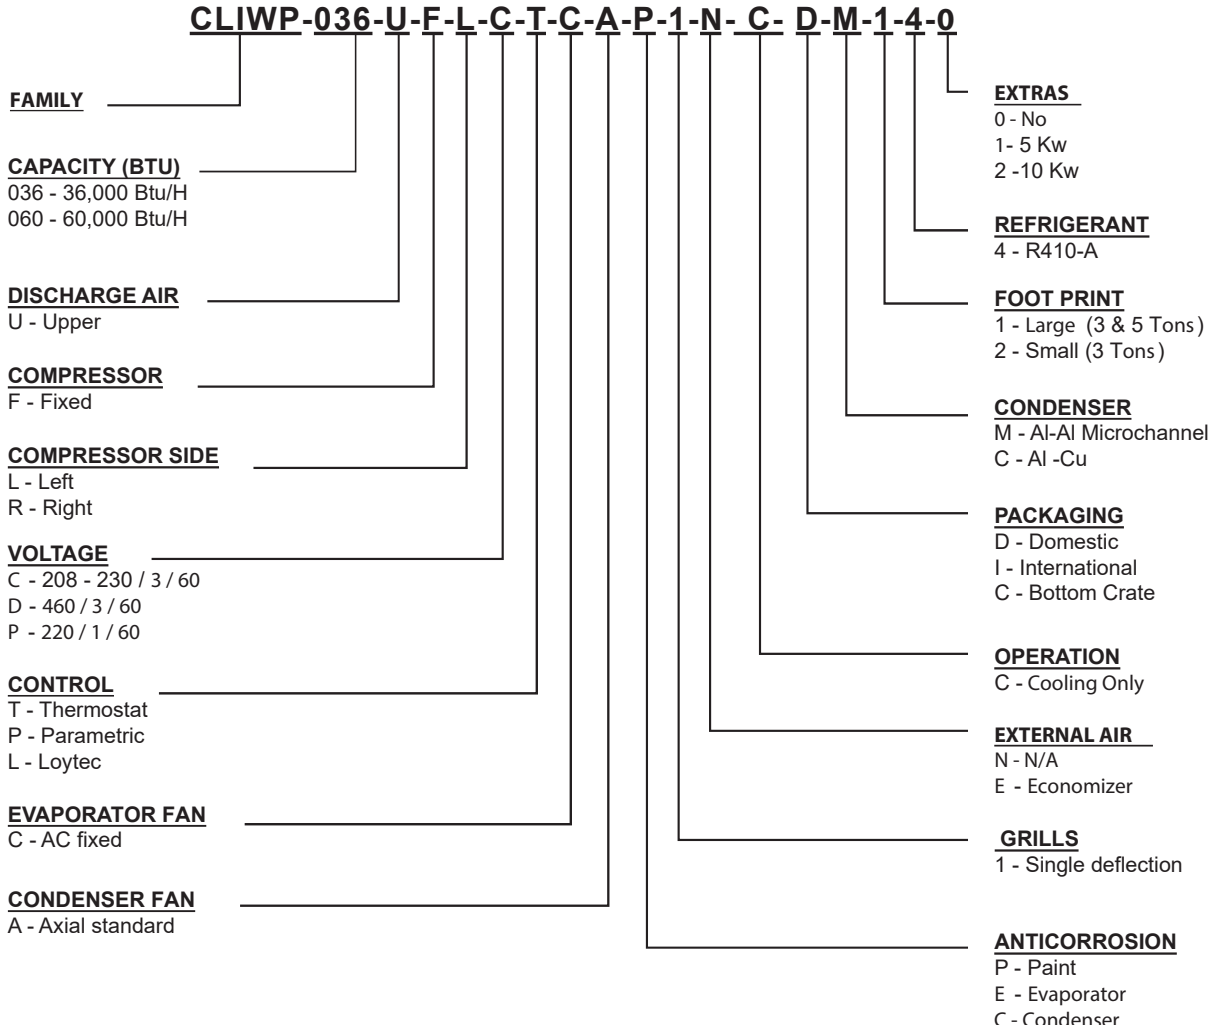 CLIWP-036-U-F-L-C-T-C-A-P-1-N- C- D-M-1-4-0
FAMILY
CAPACITY (BTU)
036 - 36,000 Btu/H
060 - 60,000 Btu/H
DISCHARGE AIR
U - Upper
COMPRESSOR
F - Fixed
COMPRESSOR SIDE
L - Left
R - Right
VOLTAGE
C - 208 - 230 / 3 / 60
D - 460 / 3 / 60
P - 220 / 1 / 60
CONTROL
T - Thermostat
P - Parametric
L - Loytec
EVAPORATOR FAN
C - AC fixed
CONDENSER FAN
A - Axial standard
EXTRAS
0 - No
1- 5 Kw
2 -10 Kw
REFRIGERANT
4 - R410-A
FOOT PRINT
1 - Large (3 & 5 Tons)
2 - Small (3 Tons)
CONDENSER
M - Al-Al Microchannel
C - Al -Cu
PACKAGING
D - Domestic
I - International
C - Bottom Crate
OPERATION
C - Cooling Only
EXTERNAL AIR
N - N/A
E - Economizer
GRILLS
1 - Single deflection
ANTICORROSION
P - Paint
E - Evaporator
C - Condenser